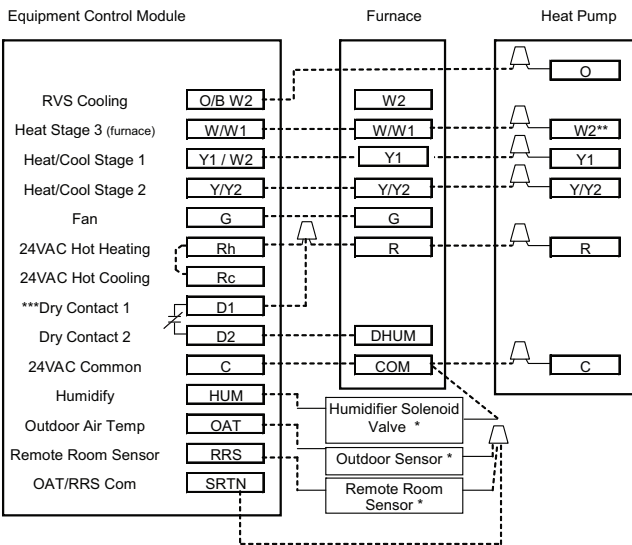 Equipment Control Module Furnace Heat Pump
O
RVS Cooling O/B W2 W2
Heat Stage 3 (furnace) W/W1 W/W1 W2**
Heat/Cool Stage 1 Y1 / W2 Y1 Y1
Heat/Cool Stage 2 Y/Y2 Y/Y2 Y/Y2
Fan G G
24VAC Hot Heating Rh R R
24VAC Hot Cooling Rc
***Dry Contact 1 D1
Dry Contact 2 D2 DHUM
24VAC Common C COM C
Humidify HUM
Humidifier Solenoid
Valve *
Outdoor Air Temp OAT
Remote Room Sensor RRS
Outdoor Sensor *
OAT/RRS Com SRTN
Remote Room
Sensor *